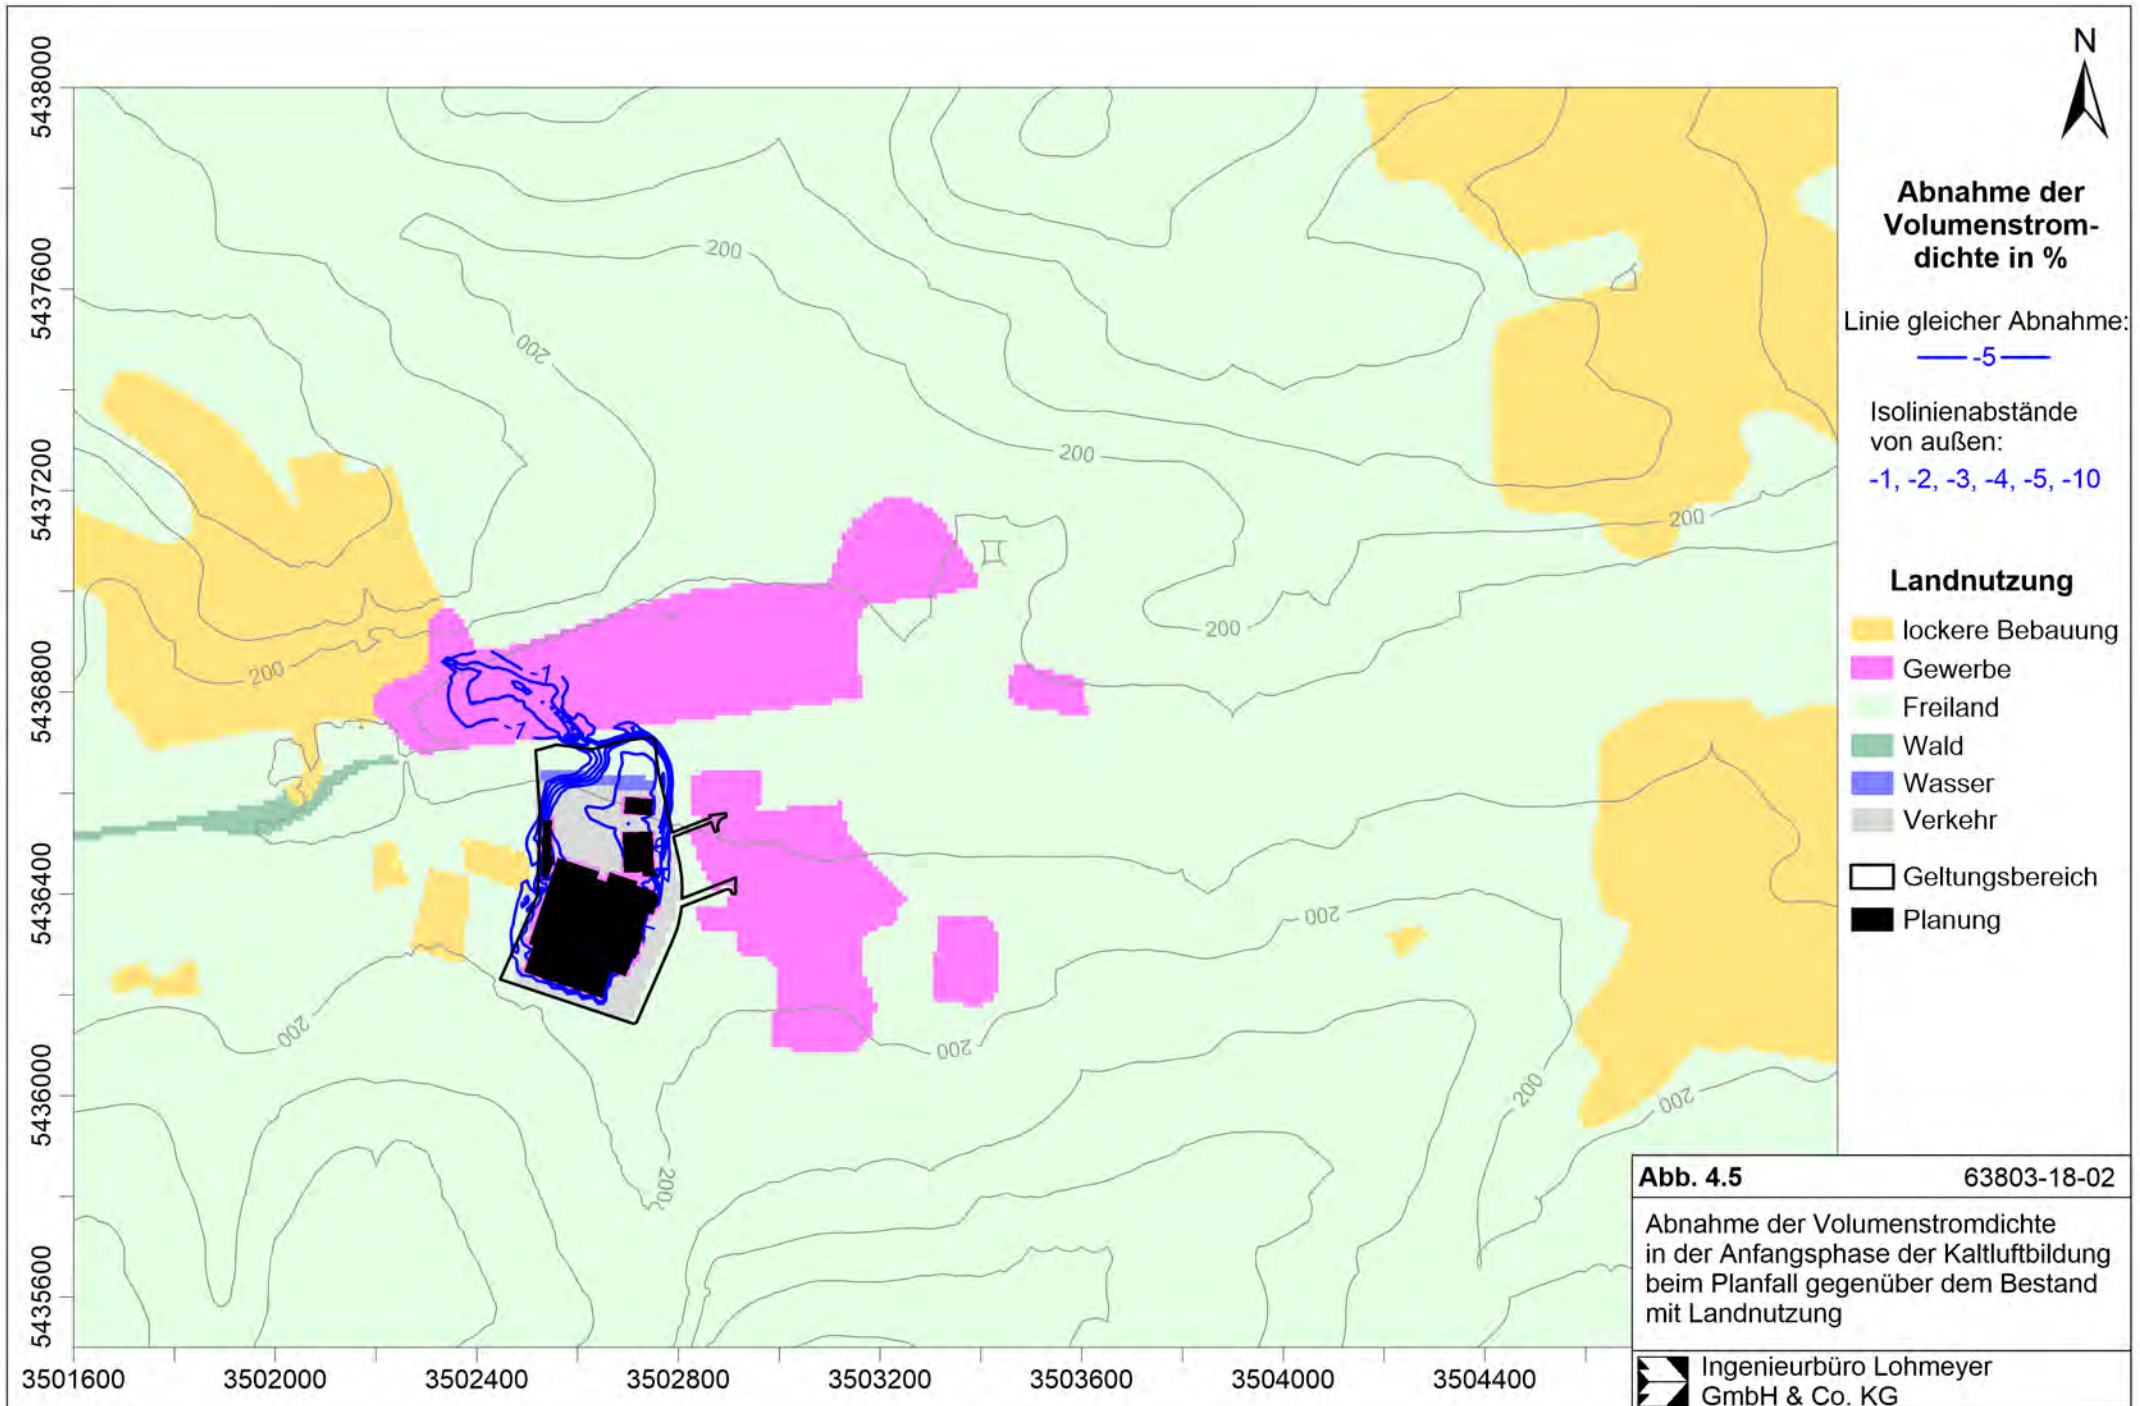 N
Abnahme der
Volumenstrom-
dichte in %
Linie gleicher Abnahme:
-5
Isolinienabstände
von außen:
-1, -2, -3, -4, -5, -10
Landnutzung
lockere Bebauung
Gewerbe
Freiland
Wald
Wasser
Verkehr
Geltungsbereich
Planung
5438000
5437600
5437200
5436800
5436400
5436000
5435600
200
200
200
200
200
200
200
200
200
200
200
200
-1
-1
3501600
3502000
3502400
3502800
3503200
3503600
3504000
3504400
Abb. 4.5
63803-18-02
Abnahme der Volumenstromdichte
in der Anfangsphase der Kaltluftbildung
beim Planfall gegenüber dem Bestand
mit Landnutzung
Ingenieurbüro Lohmeyer
GmbH & Co. KG